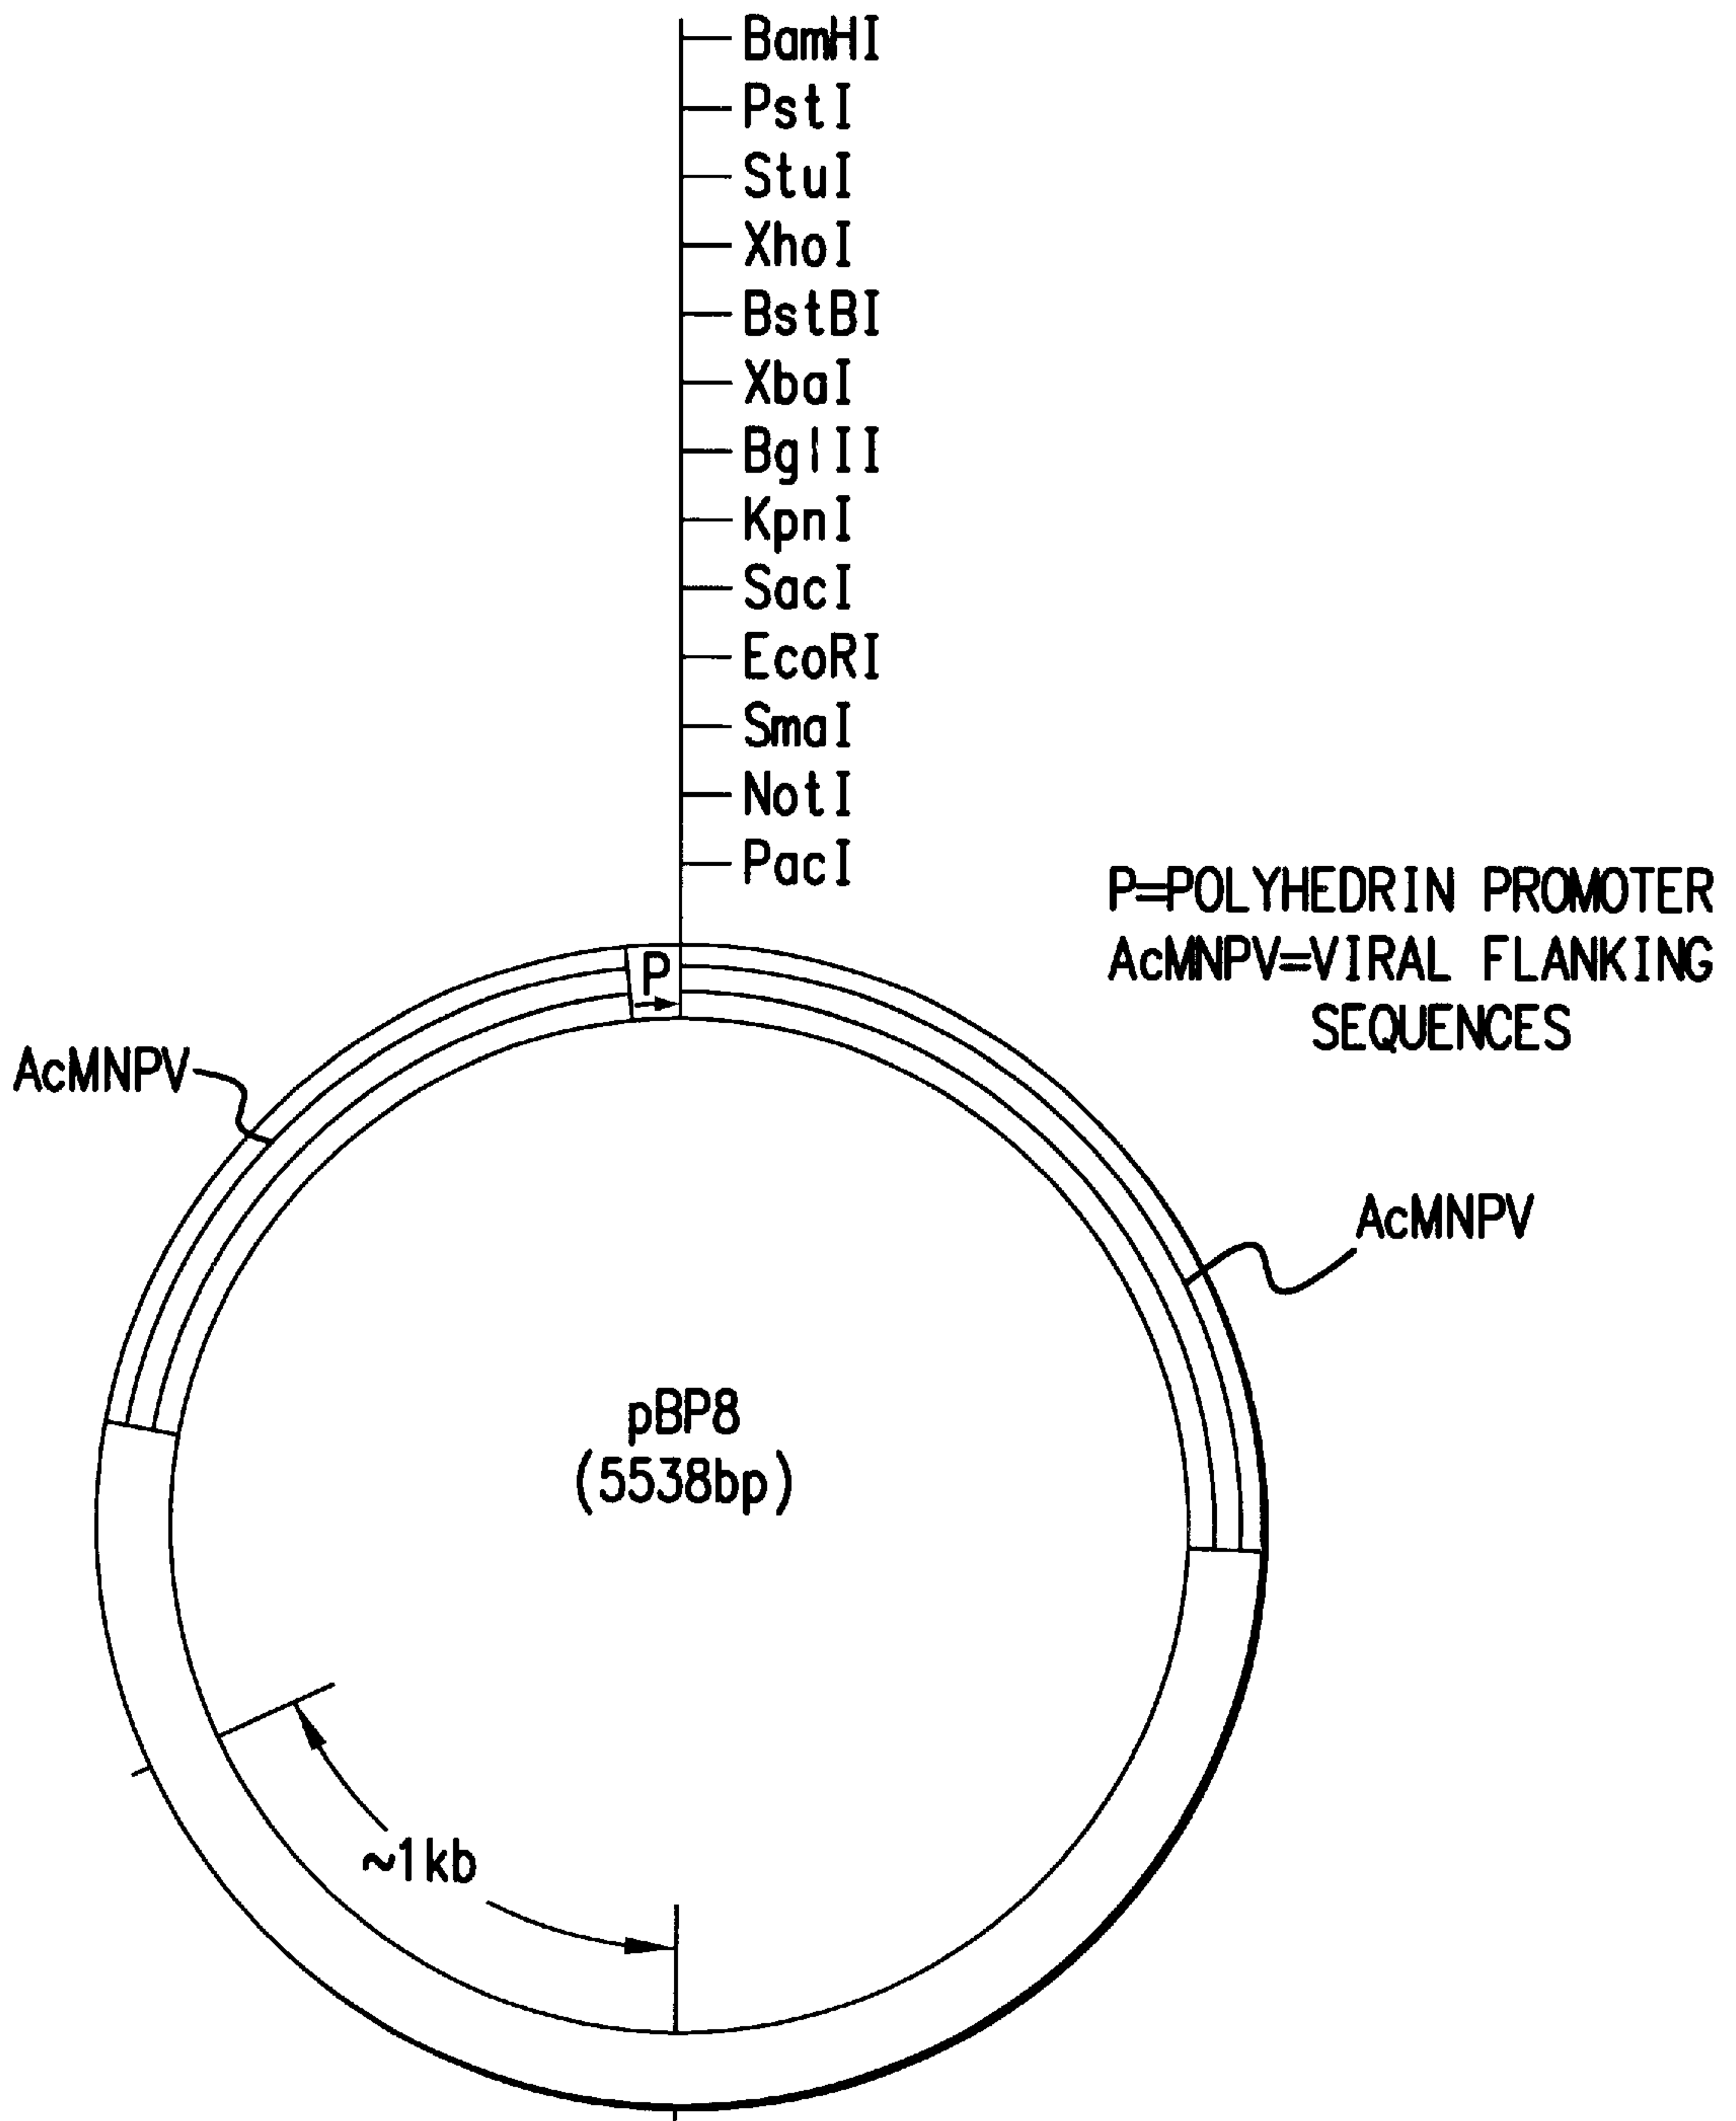 BamHI
PstI
StuI
XhoI
BstBI
XbaI
BglII
KpnI
SacI
EcoRI
SmaI
NotI
PacI
P=POLYHEDRIN PROMOTER
AcMNPV=VIRAL FLANKING
SEQUENCES
P
AcMNPV
AcMNPV
pBP8
(5538bp)
~1kb